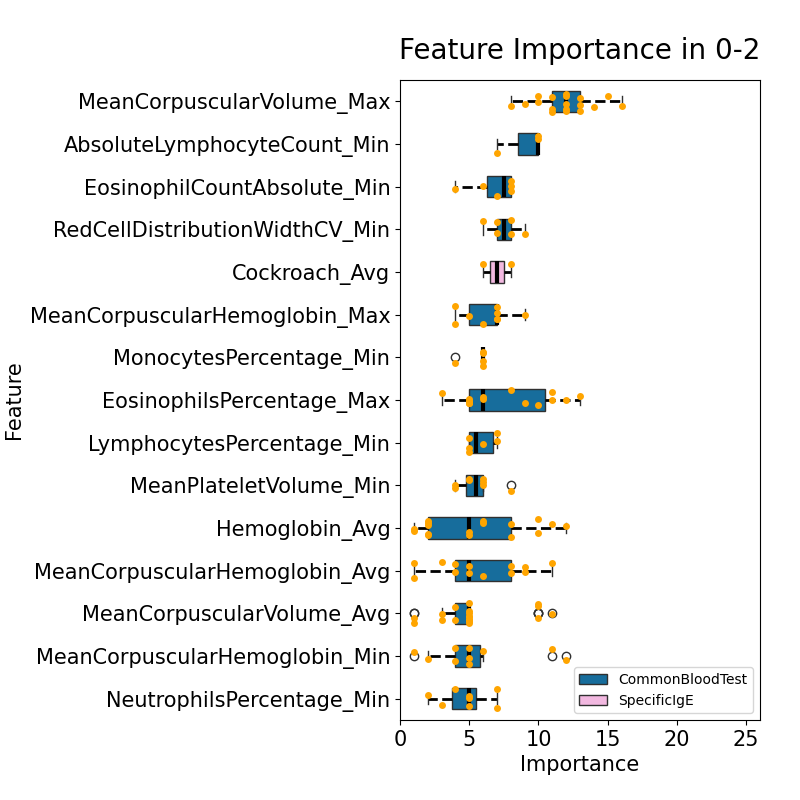 Feature Importance in 0-2
MeanCorpuscularVolume_Max
AbsoluteLymphocyteCount_Min
EosinophilCountAbsolute_Min
RedCellDistributionWidthCV_Min
Cockroach_Avg
MeanCorpuscularHemoglobin_Max
MonocytesPercentage_Min
EosinophilsPercentage_Max
LymphocytesPercentage_Min
MeanPlateletVolume_Min
Hemoglobin_Avg
MeanCorpuscularHemoglobin_Avg
MeanCorpuscularVolume_Avg
MeanCorpuscularHemoglobin_Min
NeutrophilsPercentage_Min
Feature
CommonBloodTest
SpecificIgE
0 5 10 15 20 25
Importance